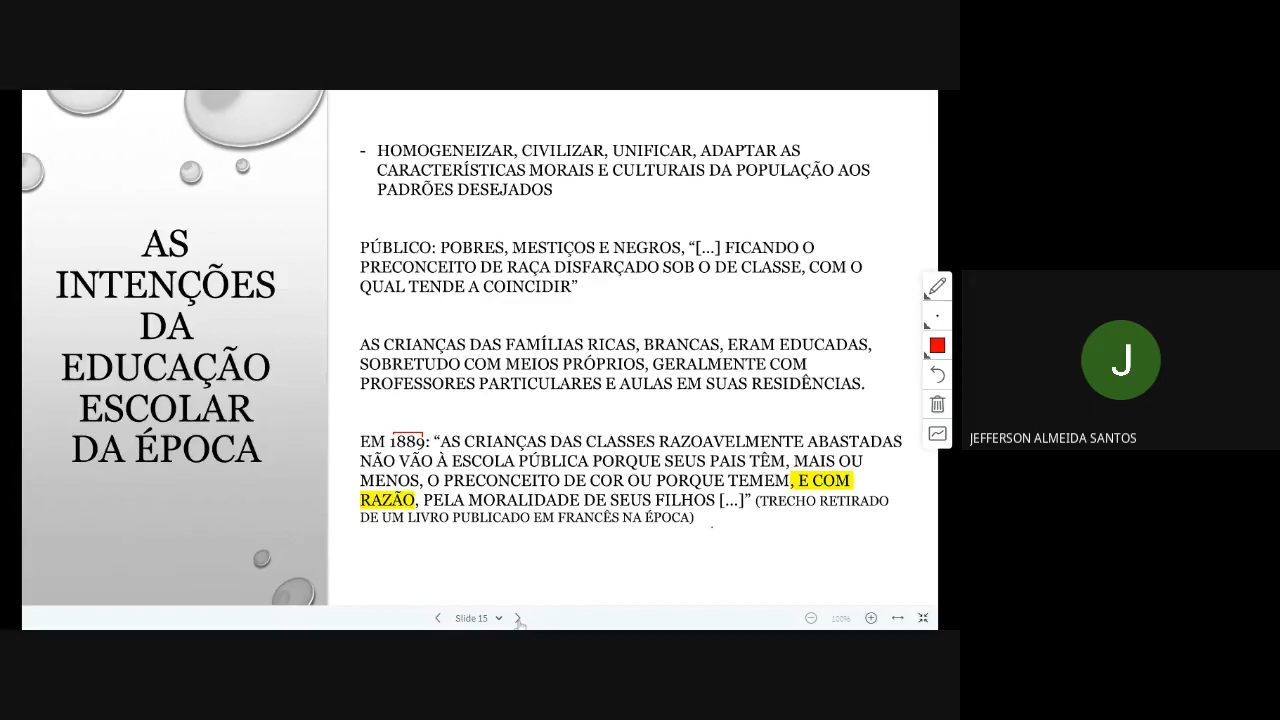 AS
INTENÇÕES
DA
EDUCAÇÃO
ESCOLAR
DA ÉPOCA
- HOMOGENEIZAR, CIVILIZAR, UNIFICAR, ADAPTAR AS
CARACTERÍSTICAS MORAIS E CULTURAIS DA POPULAÇÃO AOS
PADRÕES DESEJADOS
PÚBLICO: POBRES, MESTIÇOS E NEGROS, “[...] FICANDO O
PRECONCEITO DE RAÇA DISFARÇADO SOB O DE CLASSE, COM O
QUAL TENDE A COINCIDIR”
AS CRIANÇAS DAS FAMÍLIAS RICAS, BRANCAS, ERAM EDUCADAS,
SOBRETUDO COM MEIOS PRÓPRIOS, GERALMENTE COM
PROFESSORES PARTICULARES E AULAS EM SUAS RESIDÊNCIAS.
EM 1889: “AS CRIANÇAS DAS CLASSES RAZOAVELMENTE ABASTADAS
NÃO VÃO À ESCOLA PÚBLICA PORQUE SEUS PAIS TÊM, MAIS OU
MENOS, O PRECONCEITO DE COR OU PORQUE TEMEM, E COM
RAZÃO, PELA MORALIDADE DE SEUS FILHOS [...]” (TRECHO RETIRADO
DE UM LIVRO PUBLICADO EM FRANCÊS NA ÉPOCA)
Slide 15
100%
J
JEFFERSON ALMEIDA SANTOS